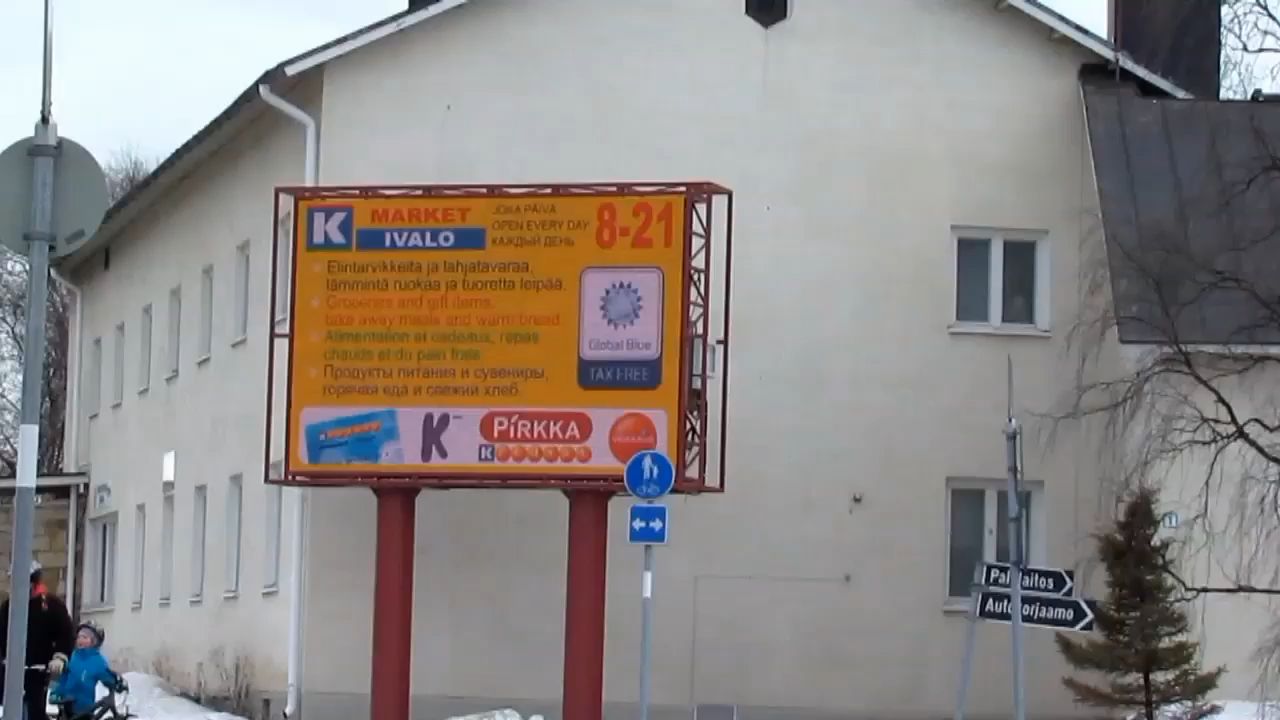 K MARKET
IVALO
JOKA PÄIVÄ
OPEN EVERY DAY
КАЖДЫЙ ДЕНЬ
8-21
Elintarvikkeita ja lahjatavaraa,
lämmintä ruokaa ja tuoretta leipää.
Groceries and gift items,
take away meals and warm bread.
Alimentation et cadeaux, repas
chauds et du pain frais.
Продукты питания и сувениры,
горячая еда и свежий хлеб.
Global Blue
TAX FREE
K
PIRKKA
K
Autokorjaamo